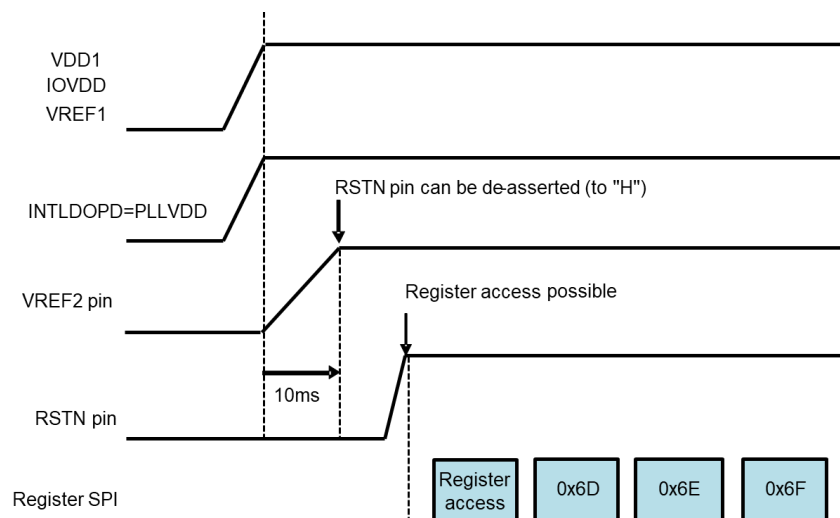 VDD1
IOVDD
VREF1
INTLDOPD=PLLVDD
RSTN pin can be de-asserted (to "H")
VREF2 pin
Register access possible
10ms
RSTN pin
Register SPI
Register
access
0x6D
0x6E
0x6F